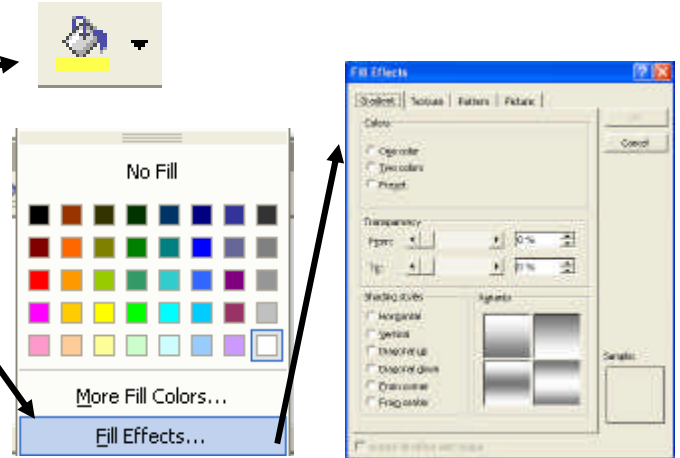 No Fill
More Fill Colors...
Fill Effects...
Fill Effects
Gradient Texture Pattern Picture
Colors
One color
Two colors
Preset
Cancel
Transparency
From: 0 %
To: 0 %
Shading styles
Variants
Horizontal
Vertical
Diagonal up
Diagonal down
From corner
From center
Sample: